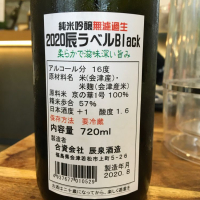 純米吟醸無濾過生
2020辰ラベルBlack
柔らかで滋味深い旨み
アルコール分 16度
原材料名 米(会津産)・
米麹(会津産米)
原料米 京の華1号 100%
精米歩合 57%
日本酒度 +1 酸度 1.6
保存方法 要冷蔵
内容量 720ml
製造者
合資会社 辰泉酒造
福島県会津若松市上町5-26
製造年月
2020.8